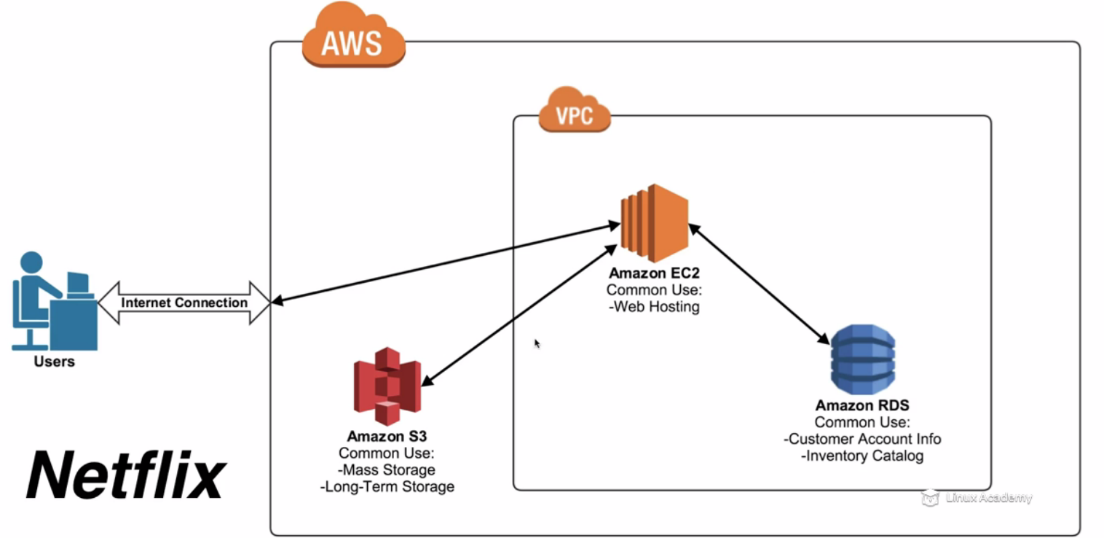 AWS
VPC
Amazon EC2
Common Use:
-Web Hosting
Internet Connection
Users
Amazon S3
Common Use:
-Mass Storage
-Long-Term Storage
Amazon RDS
Common Use:
-Customer Account Info
-Inventory Catalog
Netflix
Linux Academy